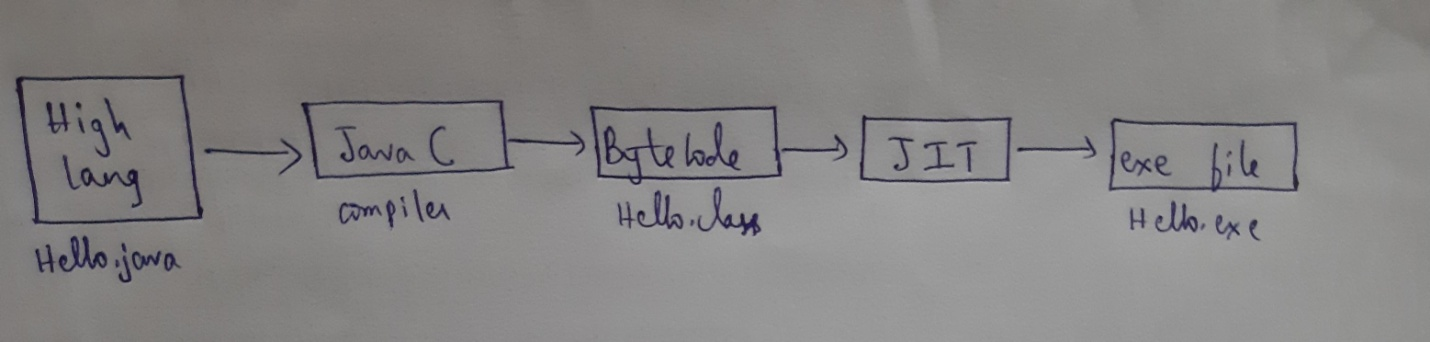 High
lang
Hello.java
Java C
compiler
Bytecode
Hello.class
JIT
exe file
Hello.exe